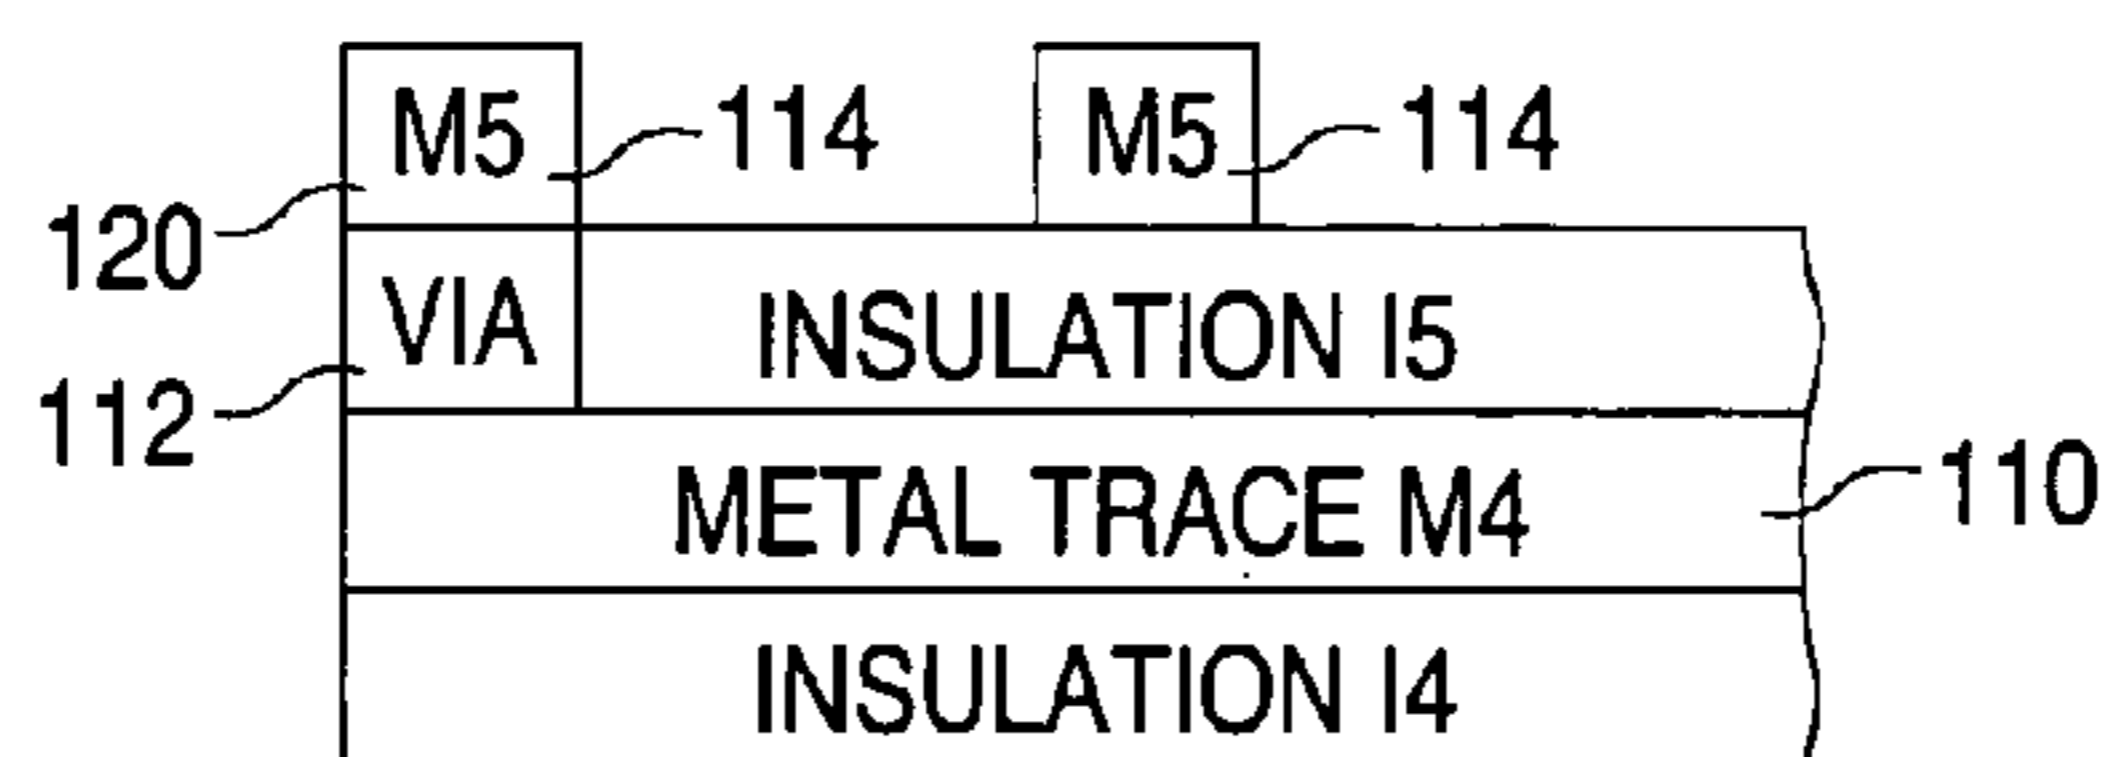 M5 114 M5 114
120
VIA INSULATION I5
112
METAL TRACE M4 110
INSULATION I4